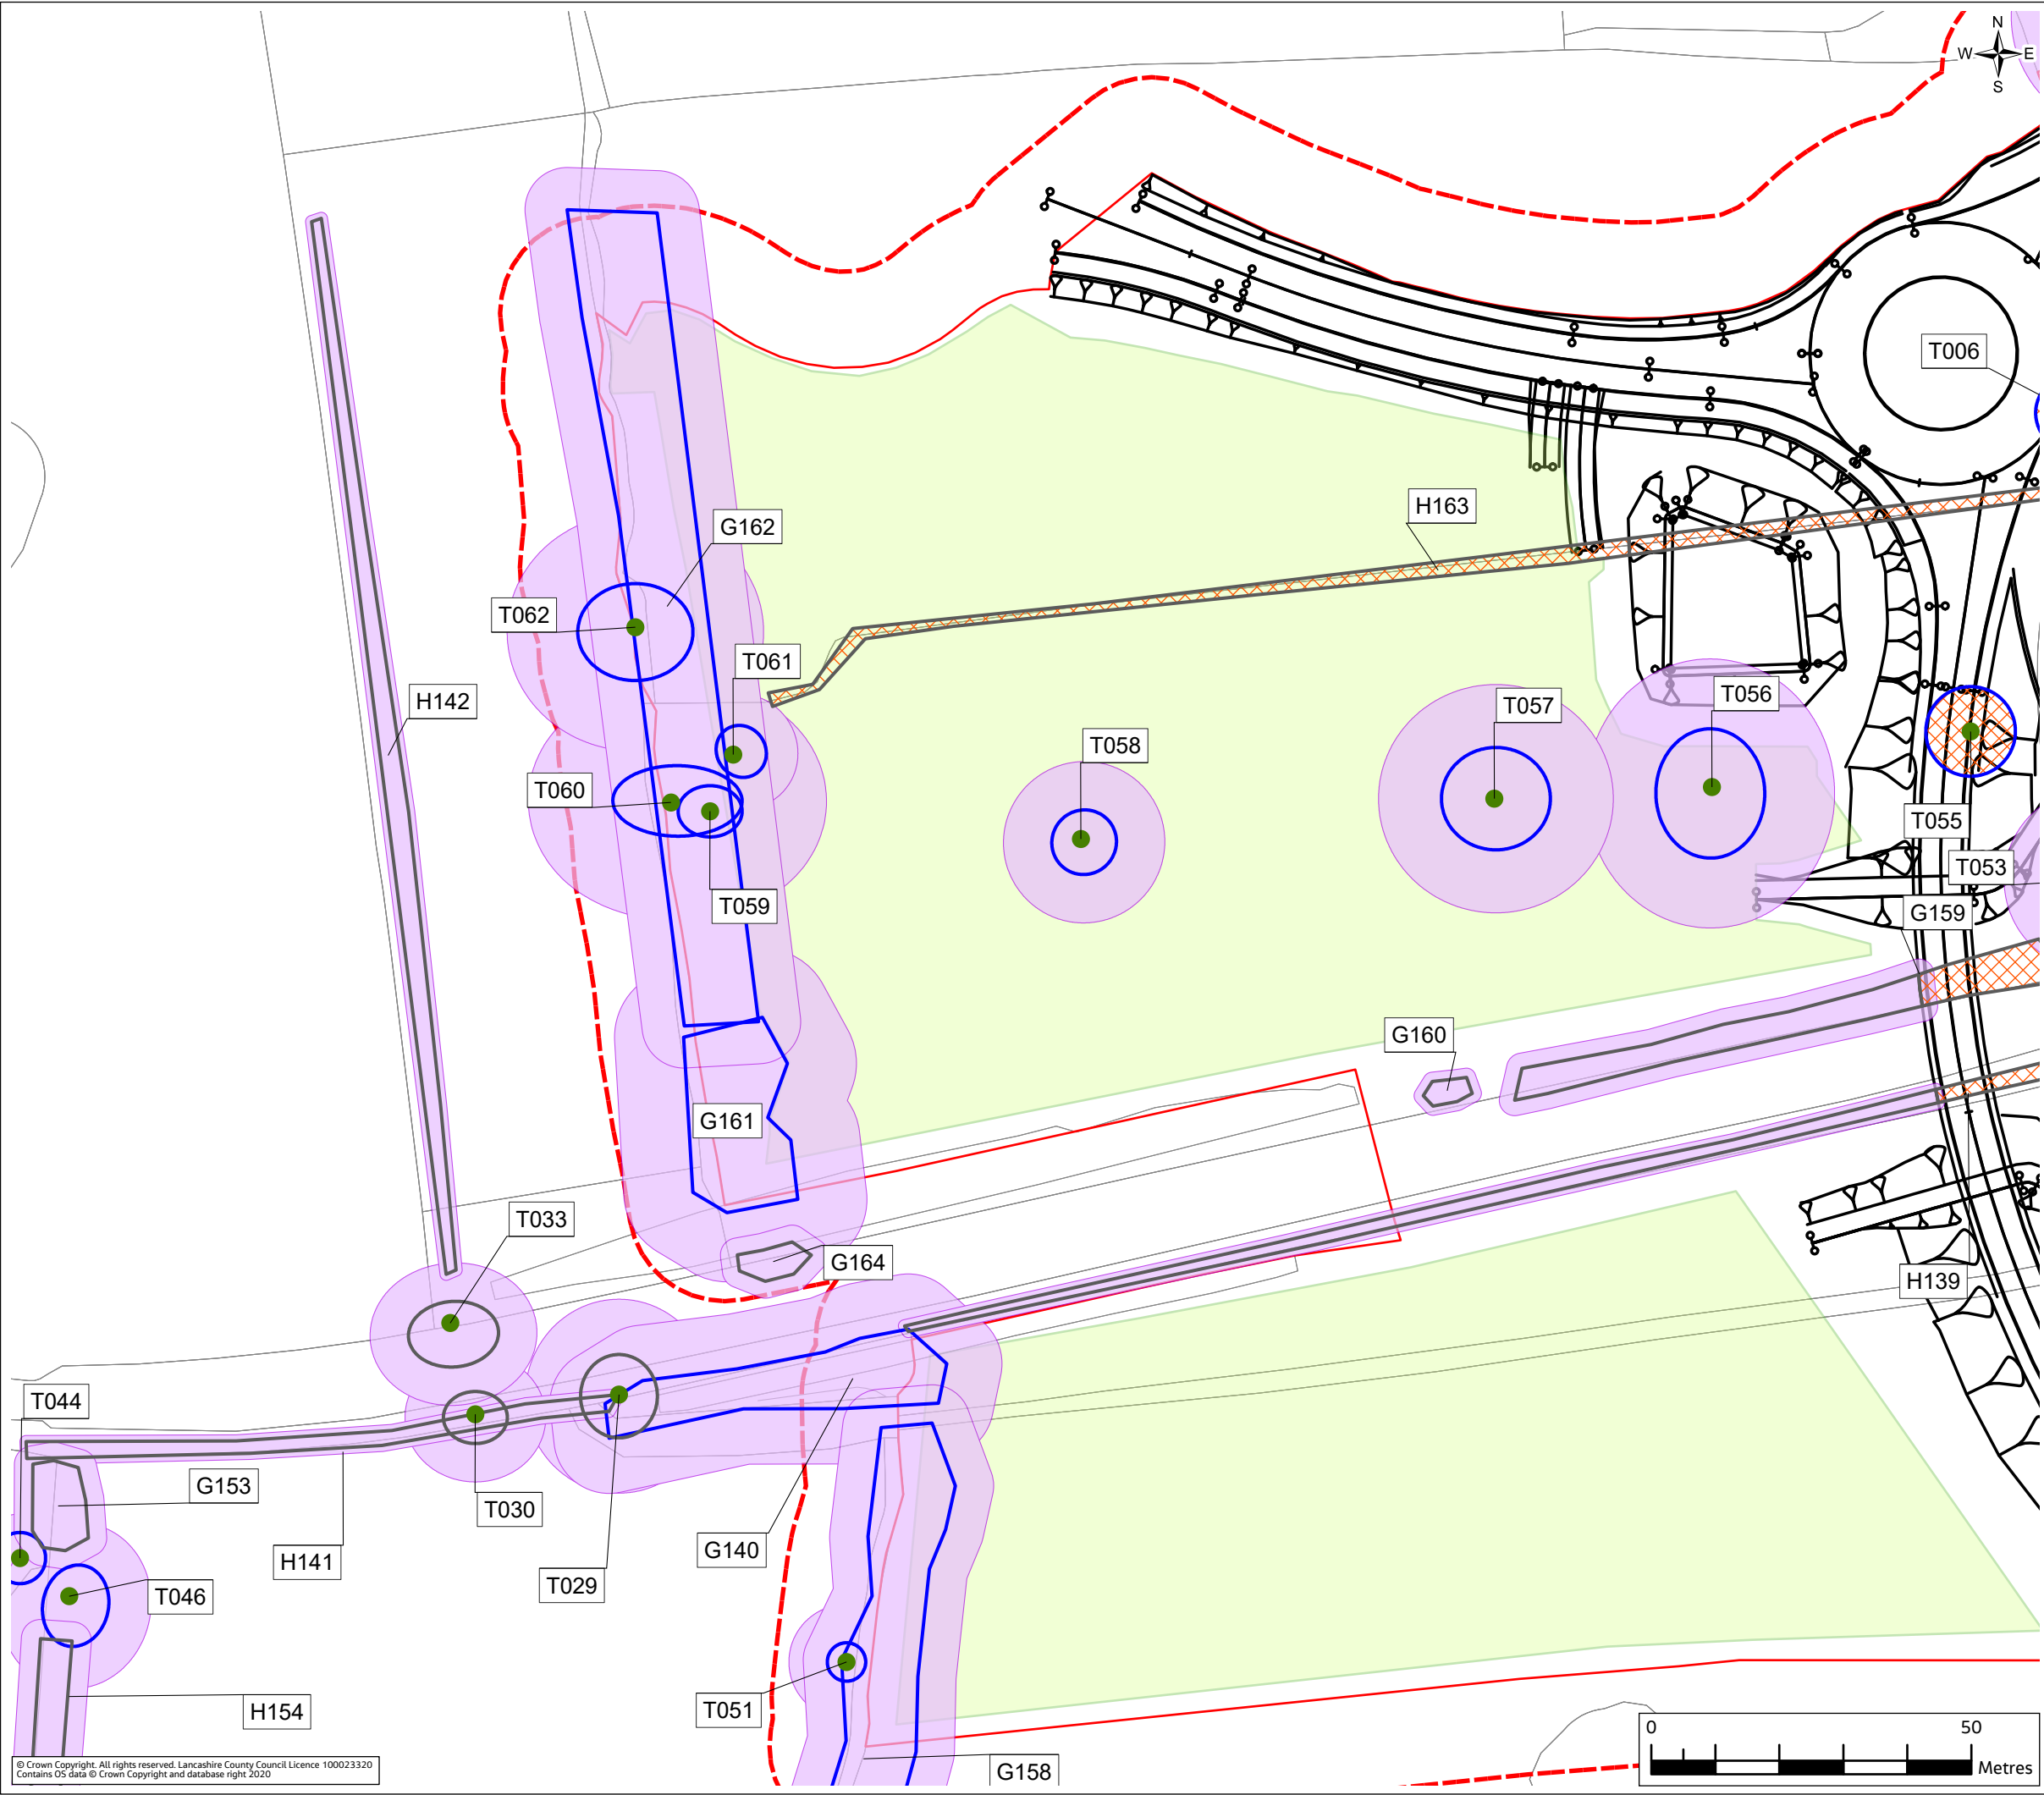 N
W E
S
T006
H163
G162
T062
T061
H142
T057
T056
T058
T060
T055
T053
T059
G159
G160
G161
T033
G164
H139
T044
G153
T030
G140
H141
T029
T046
T051
H154
G158
0 50
Metres
© Crown Copyright. All rights reserved. Lancashire County Council Licence 100023320
Contains OS data © Crown Copyright and database right 2020